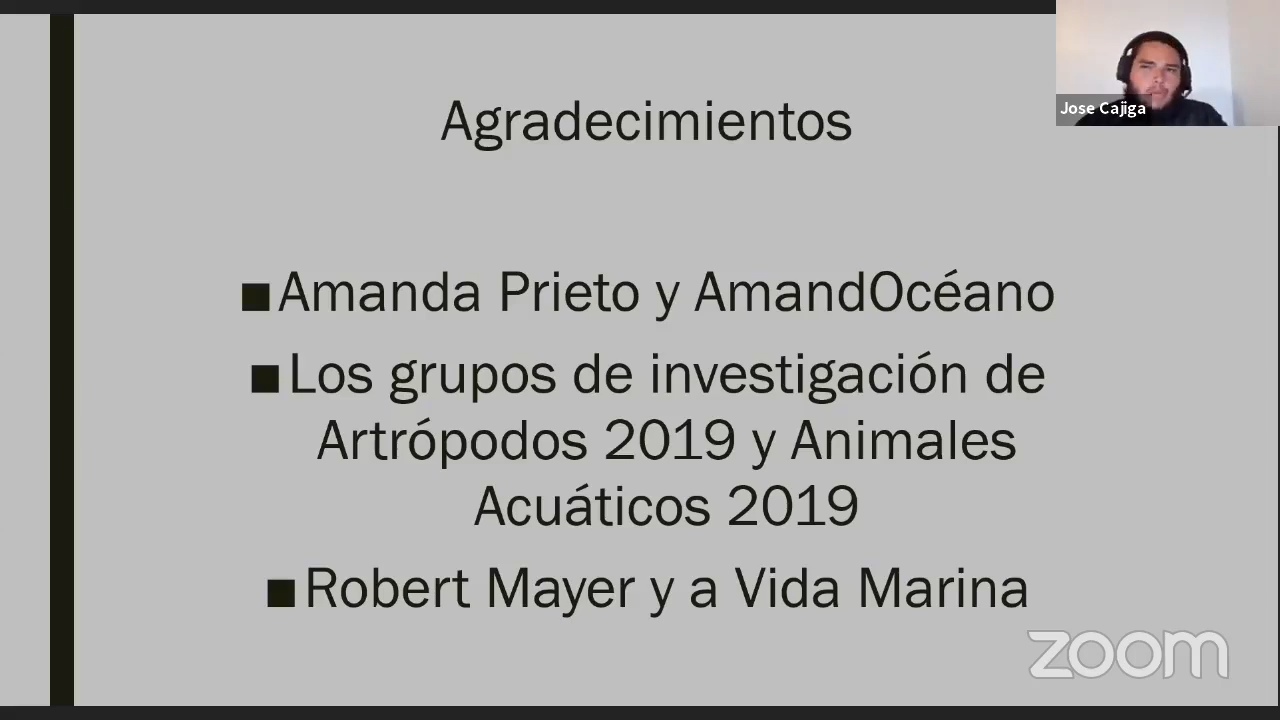 Jose Cajiga
Agradecimientos
■Amanda Prieto y AmandOcéano
■Los grupos de investigación de
Artrópodos 2019 y Animales
Acuáticos 2019
■Robert Mayer y a Vida Marina
zoom